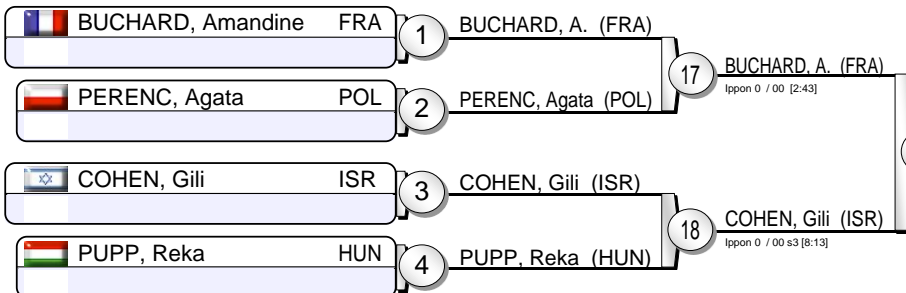 BUCHARD, Amandine FRA
1
BUCHARD, A. (FRA)
PERENC, Agata POL
2
PERENC, Agata (POL)
17
BUCHARD, A. (FRA)
Ippon 0 / 00 [2:43]
COHEN, Gili ISR
3
COHEN, Gili (ISR)
PUPP, Reka HUN
4
PUPP, Reka (HUN)
18
COHEN, Gili (ISR)
Ippon 0 / 00 s3 [8:13]